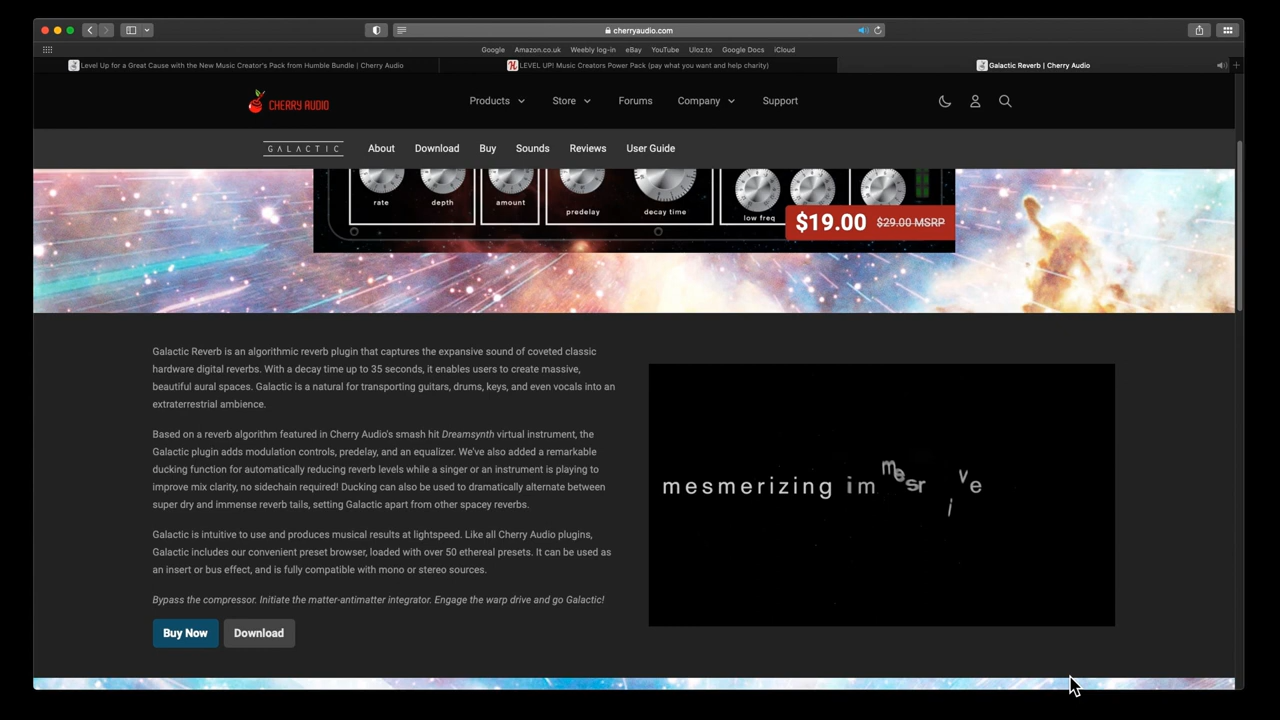 cherryaudio.com
Google Amazon.co.uk Weebly log-in eBay YouTube Uloz.to Google Docs iCloud
Level Up for a Great Cause with the New Music Creator's Pack from Humble Bundle | Cherry Audio
LEVEL UP! Music Creators Power Pack (pay what you want and help charity)
Galactic Reverb | Cherry Audio
CHERRY AUDIO
Products Store Forums Company Support
GALACTIC About Download Buy Sounds Reviews User Guide
rate depth amount predelay decay time low freq
$19.00 $29.00 MSRP
Galactic Reverb is an algorithmic reverb plugin that captures the expansive sound of coveted classic
hardware digital reverbs. With a decay time up to 35 seconds, it enables users to create massive,
beautiful aural spaces. Galactic is a natural for transporting guitars, drums, keys, and even vocals into an
extraterrestrial ambience.
Based on a reverb algorithm featured in Cherry Audio's smash hit Dreamsynth virtual instrument, the
Galactic plugin adds modulation controls, predelay, and an equalizer. We've also added a remarkable
ducking function for automatically reducing reverb levels while a singer or an instrument is playing to
improve mix clarity, no sidechain required! Ducking can also be used to dramatically alternate between
super dry and immense reverb tails, setting Galactic apart from other spacey reverbs.
Galactic is intuitive to use and produces musical results at lightspeed. Like all Cherry Audio plugins,
Galactic includes our convenient preset browser, loaded with over 50 ethereal presets. It can be used as
an insert or bus effect, and is fully compatible with mono or stereo sources.
Bypass the compressor. Initiate the matter-antimatter integrator. Engage the warp drive and go Galactic!
Buy Now Download
mesmerizing immesrive